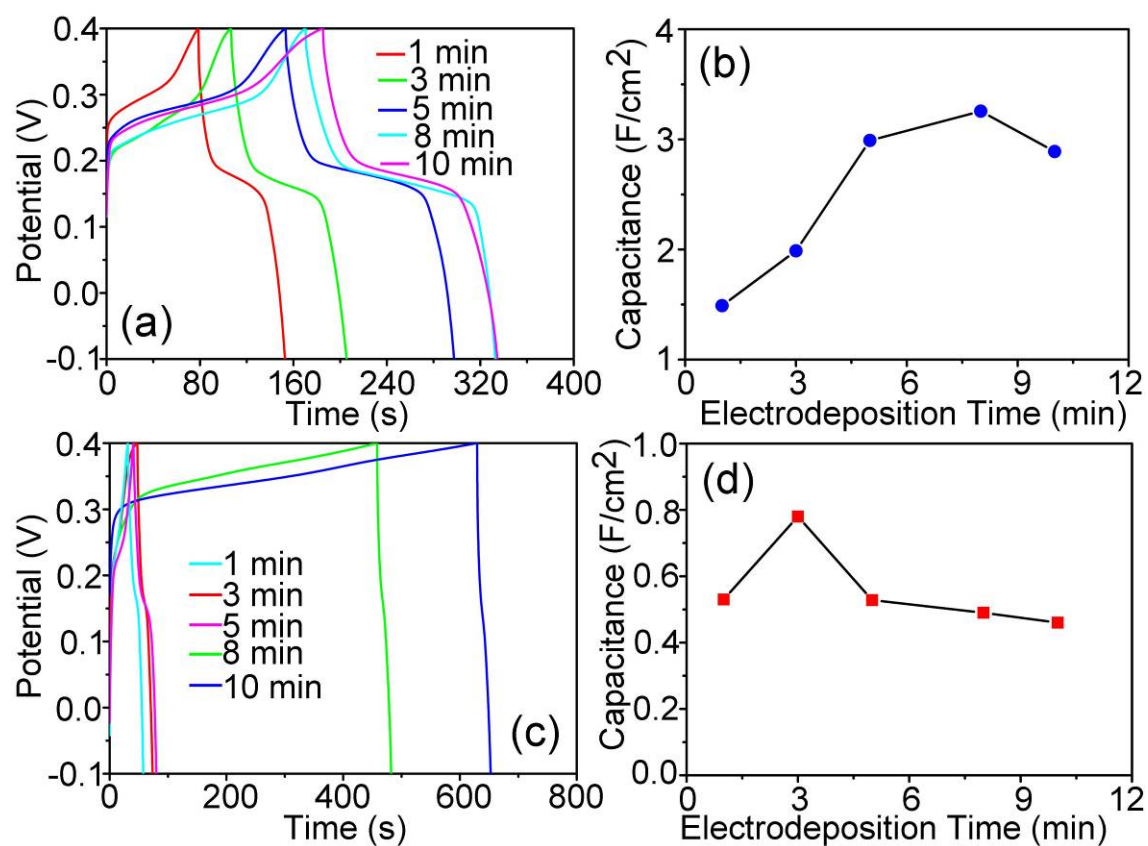 0.4
0.3
0.2
0.1
0.0
-0.1
Potential (V)
1 min
3 min
5 min
8 min
10 min
(a)
0 80 160 240 320 400
Time (s)
4
3
2
1
Capacitance (F/cm²)
(b)
0 3 6 9 12
Electrodeposition Time (min)
0.4
0.3
0.2
0.1
0.0
-0.1
Potential (V)
1 min
3 min
5 min
8 min
10 min
(c)
0 200 400 600 800
Time (s)
1.0
0.8
0.6
0.4
0.2
0.0
Capacitance (F/cm²)
(d)
0 3 6 9 12
Electrodeposition Time (min)